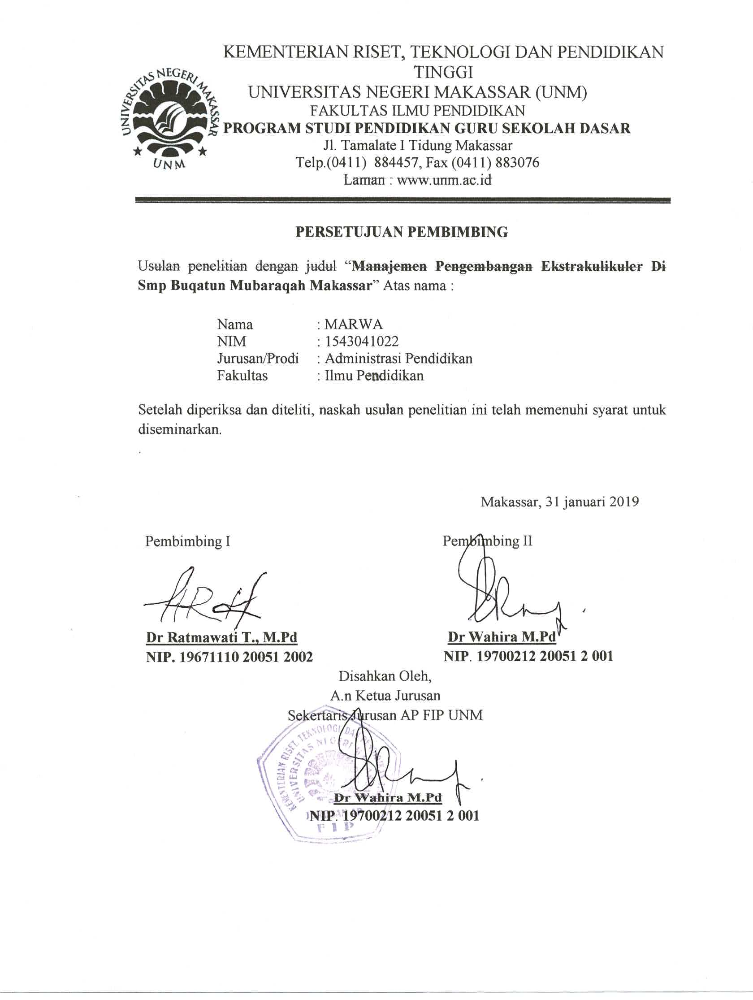 KEMENTERIAN RISET, TEKNOLOGI DAN PENDIDIKAN
TINGGI
UNIVERSITAS NEGERI MAKASSAR (UNM)
FAKULTAS ILMU PENDIDIKAN
PROGRAM STUDI PENDIDIKAN GURU SEKOLAH DASAR
Jl. Tamalate I Tidung Makassar
Telp.(0411) 884457, Fax (0411) 883076
Laman : www.unm.ac.id
UNIVERSITAS NEGERI MAKASSAR
UNM
PERSETUJUAN PEMBIMBING
Usulan penelitian dengan judul “Manajemen Pengembangan Ekstrakulikuler Di
Smp Buqatun Mubaraqah Makassar” Atas nama :
Nama : MARWA
NIM : 1543041022
Jurusan/Prodi : Administrasi Pendidikan
Fakultas : Ilmu Pendidikan
Setelah diperiksa dan diteliti, naskah usulan penelitian ini telah memenuhi syarat untuk
diseminarkan.
.
Makassar, 31 januari 2019
Pembimbing I Pembimbing II
Dr Ratmawati T., M.Pd Dr Wahira M.Pd
NIP. 19671110 20051 2002 NIP. 19700212 20051 2 001
Disahkan Oleh,
A.n Ketua Jurusan
Sekertaris Jurusan AP FIP UNM
KEMENTERIAN RISET, TEKNOLOGI DAN
UNIVERSITAS NEGERI
Dr Wahira M.Pd
NIP. 19700212 20051 2 001
FIP